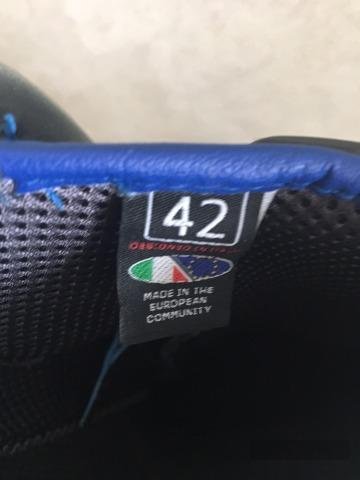 42
MADE IN THE
EUROPEAN
COMMUNITY